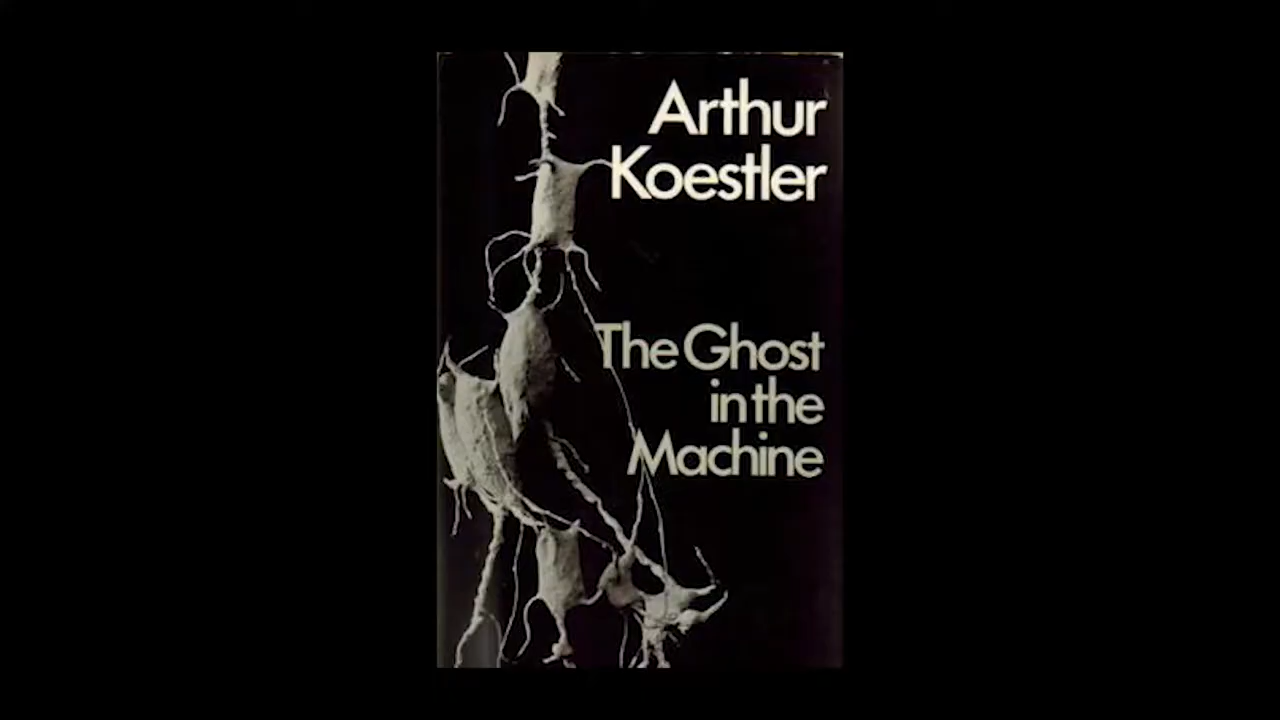 Arthur
Koestler
The Ghost
in the
Machine